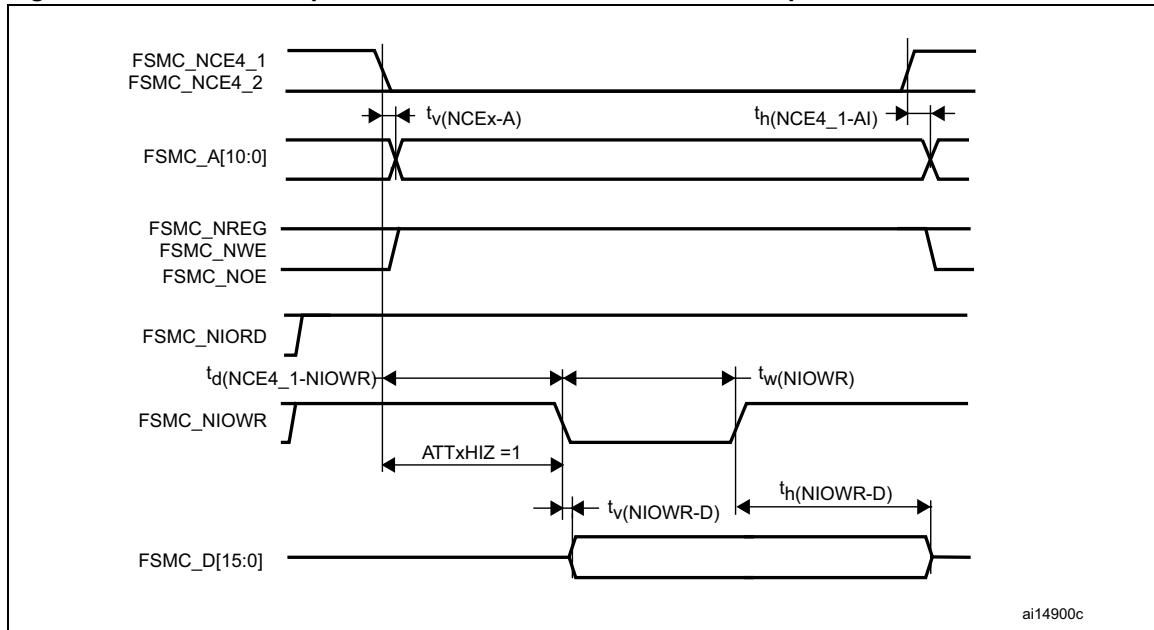 FSMC_NCE4_1
FSMC_NCE4_2
tv(NCEx-A)
th(NCE4_1-AI)
FSMC_A[10:0]
FSMC_NREG
FSMC_NWE
FSMC_NOE
FSMC_NIORD
td(NCE4_1-NIOWR)
tw(NIOWR)
FSMC_NIOWR
ATTxHIZ =1
th(NIOWR-D)
tv(NIOWR-D)
FSMC_D[15:0]
ai14900c